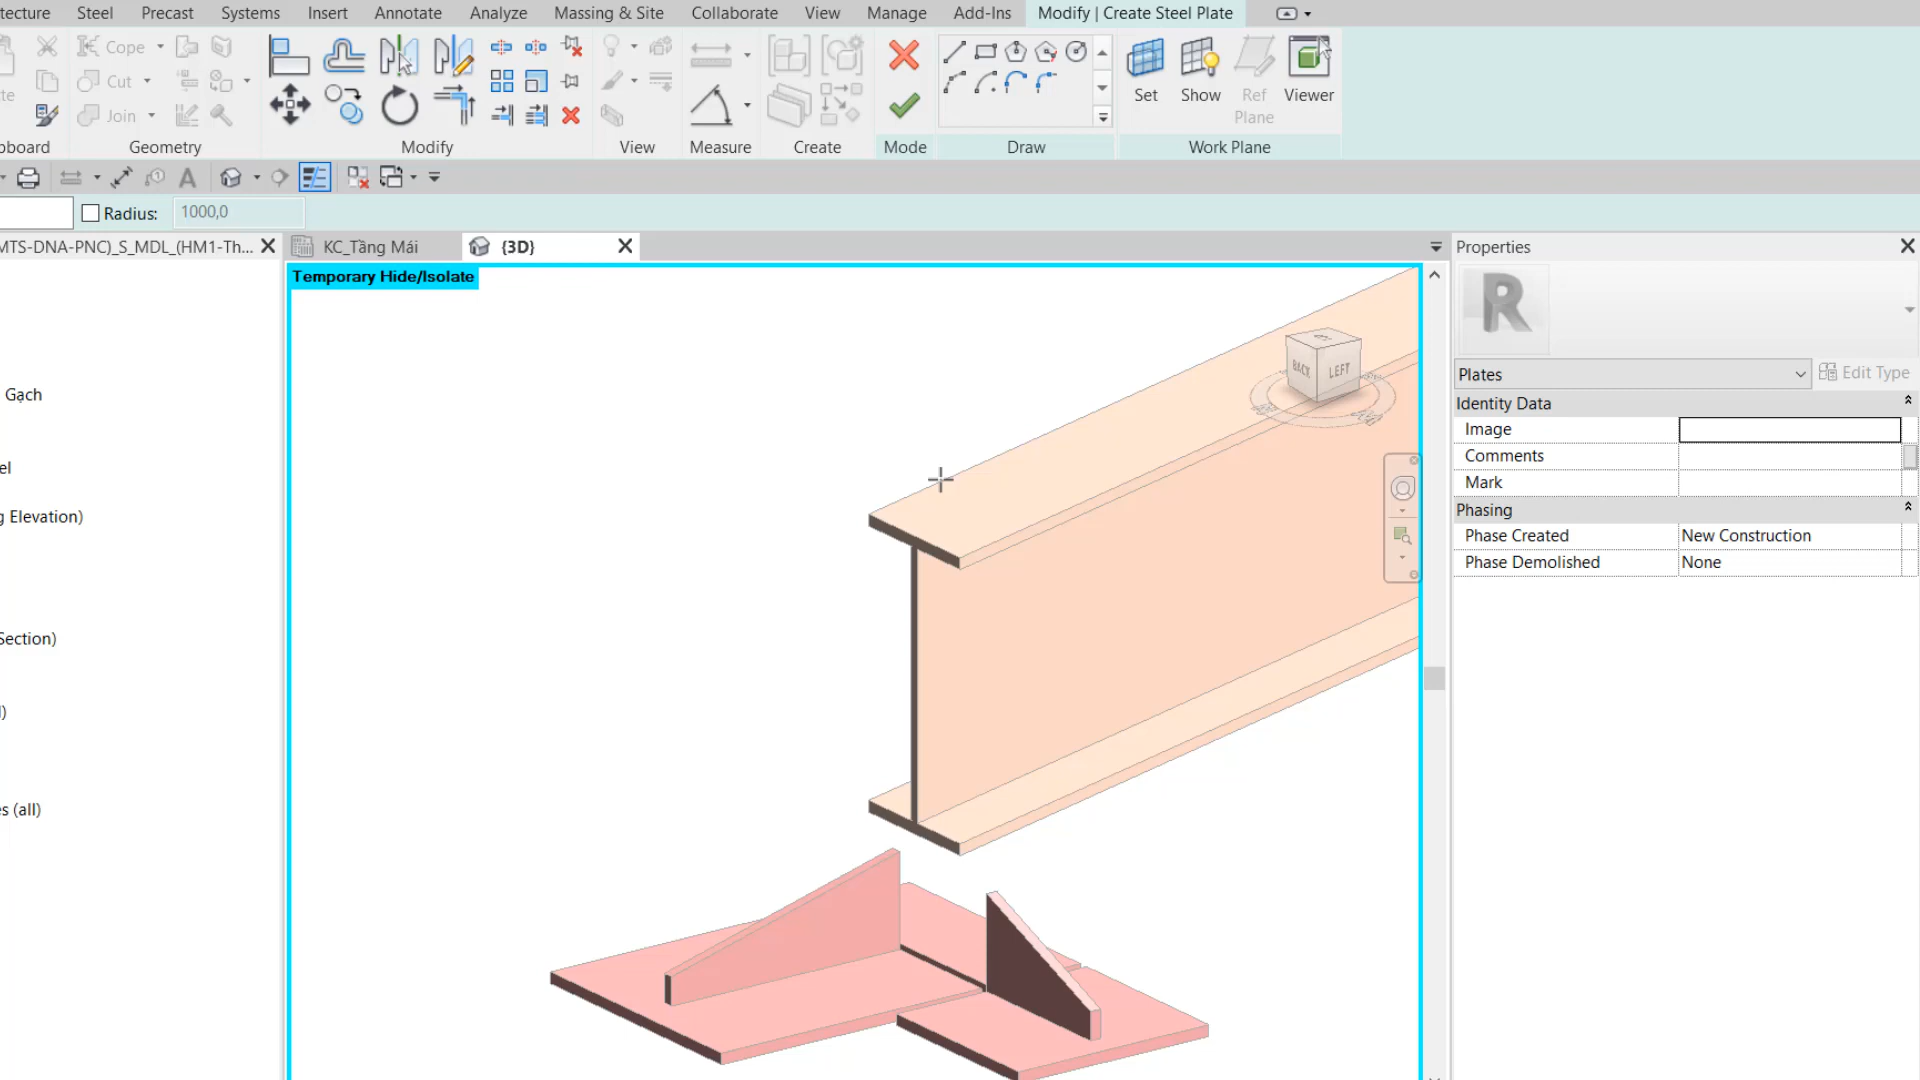 tecture Steel Precast Systems Insert Annotate Analyze Massing & Site Collaborate View Manage Add-Ins Modify | Create Steel Plate
Cope
te
Cut
Join
Set Show Ref Plane Viewer
pboard Geometry Modify View Measure Create Mode Draw Work Plane
A
Radius: 1000,0
MTS-DNA-PNC)_S_MDL_(HM1-Th... KC_Tầng Mái {3D} Properties
Temporary Hide/Isolate
R
BACK LEFT
Plates Edit Type
Identity Data
Gạch
Image
Comments
el
Mark
g Elevation)
Phasing
Phase Created New Construction
Phase Demolished None
Section)
l)
es (all)